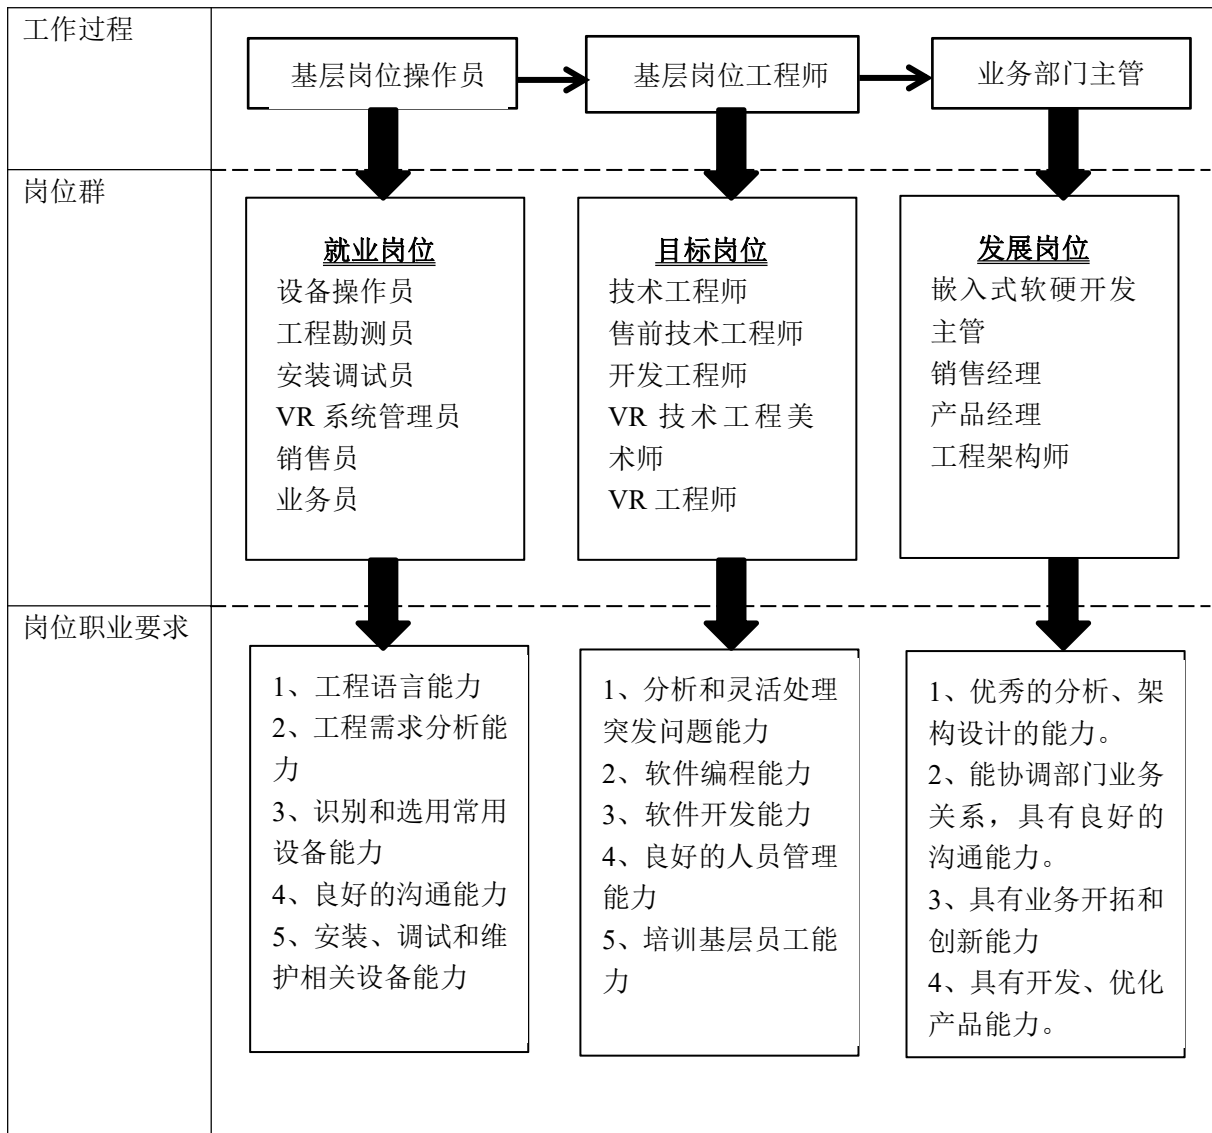 工作过程
基层岗位操作员
基层岗位工程师
业务部门主管
岗位群
就业岗位
设备操作员
工程勘测员
安装调试员
VR 系统管理员
销售员
业务员
目标岗位
技术工程师
售前技术工程师
开发工程师
VR 技术工程美
术师
VR 工程师
发展岗位
嵌入式软硬开发
主管
销售经理
产品经理
工程架构师
岗位职业要求
1、工程语言能力
2、工程需求分析能
力
3、识别和选用常用
设备能力
4、良好的沟通能力
5、安装、调试和维
护相关设备能力
1、分析和灵活处理
突发问题能力
2、软件编程能力
3、软件开发能力
4、良好的人员管理
能力
5、培训基层员工能
力
1、优秀的分析、架
构设计的能力。
2、能协调部门业务
关系，具有良好的
沟通能力。
3、具有业务开拓和
创新能力
4、具有开发、优化
产品能力。